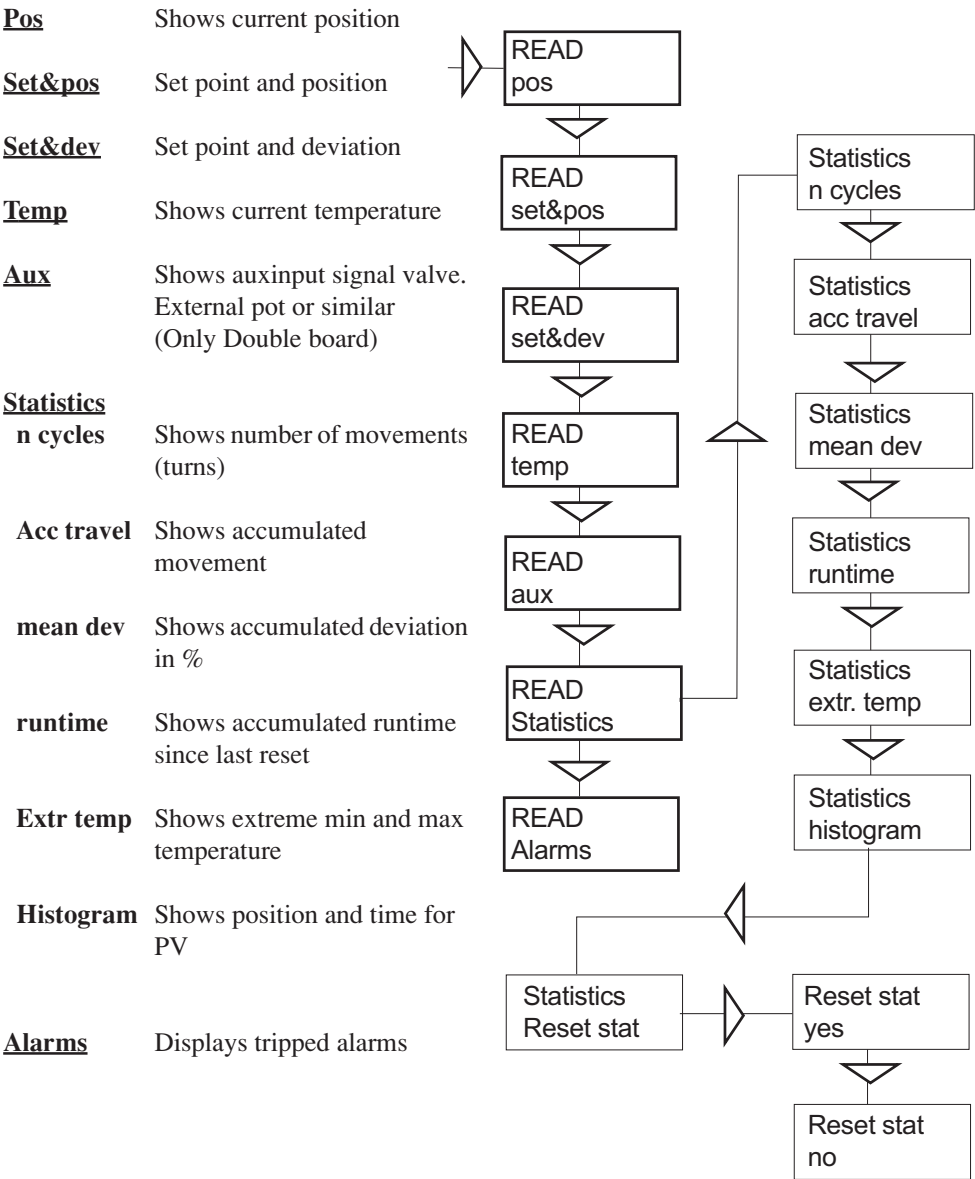 Pos Shows current position
Set&pos Set point and position
Set&dev Set point and deviation
Temp Shows current temperature
Aux Shows auxinput signal valve.
External pot or similar
(Only Double board)
Statistics
n cycles Shows number of movements
(turns)
Acc travel Shows accumulated
movement
mean dev Shows accumulated deviation
in %
runtime Shows accumulated runtime
since last reset
Extr temp Shows extreme min and max
temperature
Histogram Shows position and time for
PV
Alarms Displays tripped alarms
READ
pos
READ
set&pos
READ
set&dev
READ
temp
READ
aux
READ
Statistics
READ
Alarms
Statistics
n cycles
Statistics
acc travel
Statistics
mean dev
Statistics
runtime
Statistics
extr. temp
Statistics
histogram
Statistics
Reset stat
Reset stat
yes
Reset stat
no